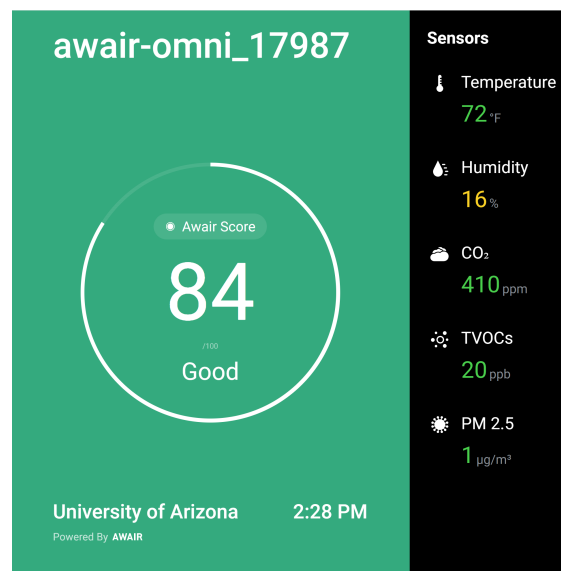 awair-omni_17987
Awair Score
84
/100
Good
University of Arizona 2:28 PM
Powered By AWAIR
Sensors
Temperature
72 °F
Humidity
16 %
CO₂
410 ppm
TVOCs
20 ppb
PM 2.5
1 µg/m³